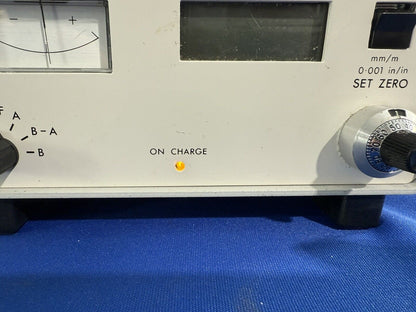 - +
mm/m
0·001 in/in
SET ZERO
F A
B-A
B
ON CHARGE